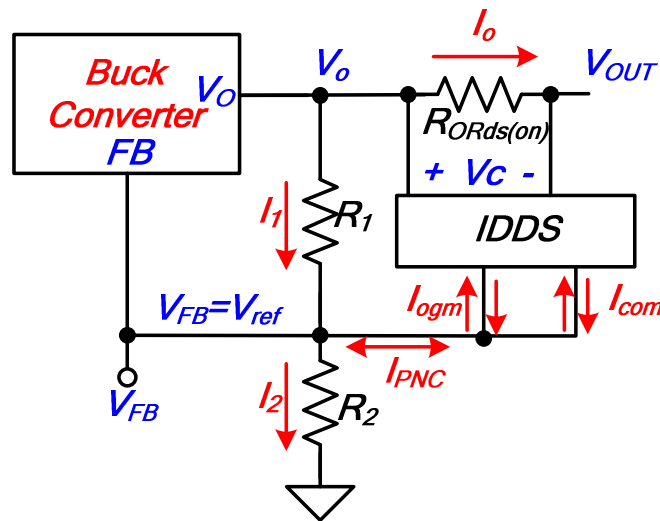 Buck
Converter
V_O
FB
V_o
I_o
V_OUT
R_ORds(on)
+ Vc -
IDDS
I_1
R_1
I_ogm
I_com
V_FB=V_ref
I_PNC
V_FB
I_2
R_2